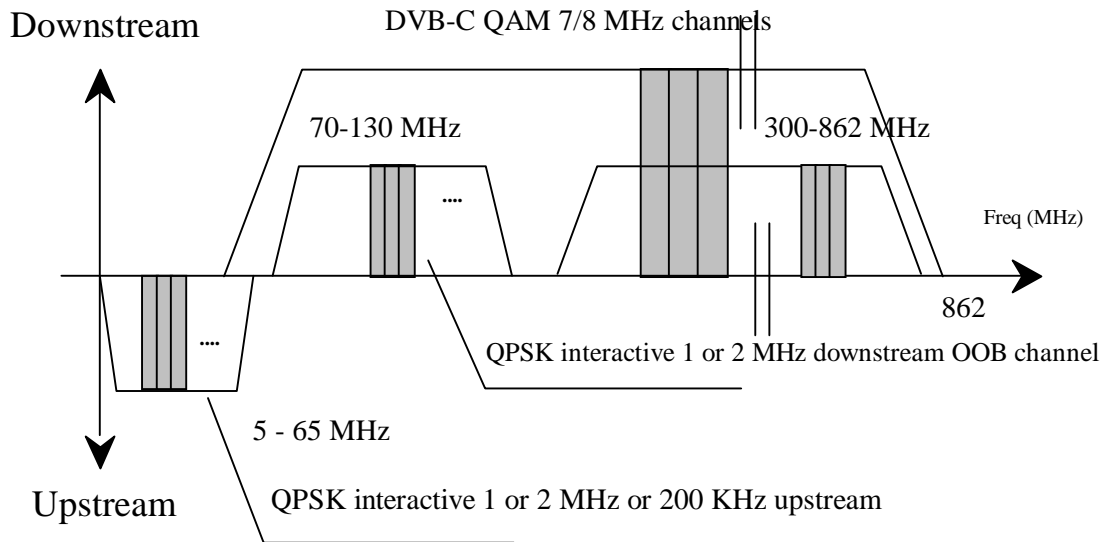 Downstream
DVB-C QAM 7/8 MHz channels
70-130 MHz
300-862 MHz
....
Freq (MHz)
862
....
QPSK interactive 1 or 2 MHz downstream OOB channel
5 - 65 MHz
Upstream
QPSK interactive 1 or 2 MHz or 200 KHz upstream